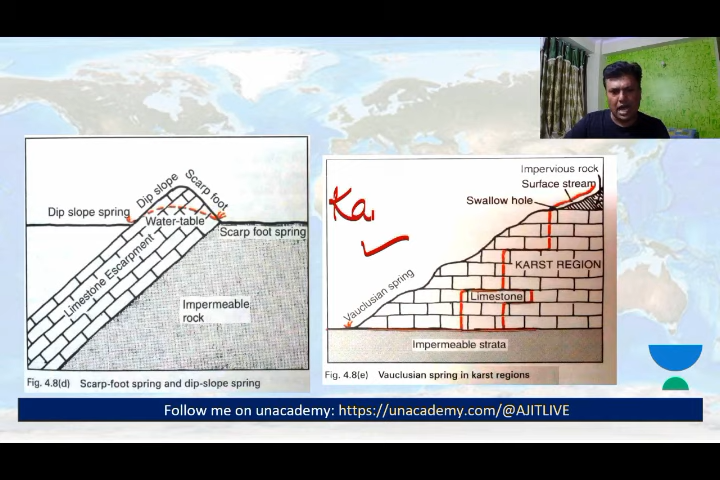 Dip slope
Scarp foot
Dip slope spring
Water-table
Scarp foot spring
Limestone Escarpment
Impermeable
rock
Fig. 4.8(d) Scarp-foot spring and dip-slope spring
Ka
Impervious rock
Surface stream
Swallow hole
KARST REGION
Vauclusian spring
Limestone
Impermeable strata
Fig. 4.8(e) Vauclusian spring in karst regions
Follow me on unacademy: https://unacademy.com/@AJITLIVE